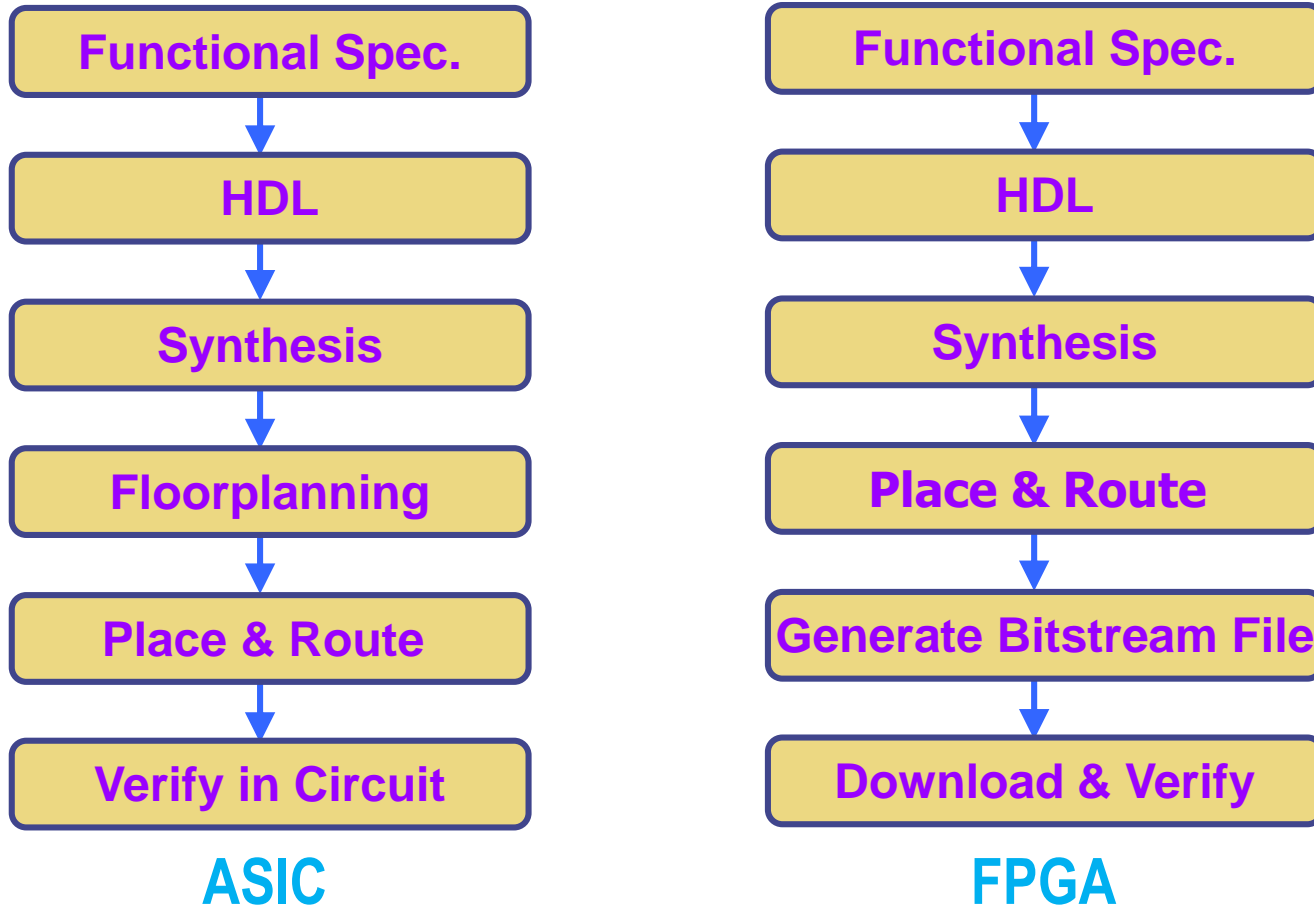 Functional Spec.
HDL
Synthesis
Floorplanning
Place & Route
Verify in Circuit
ASIC
Functional Spec.
HDL
Synthesis
Place & Route
Generate Bitstream File
Download & Verify
FPGA